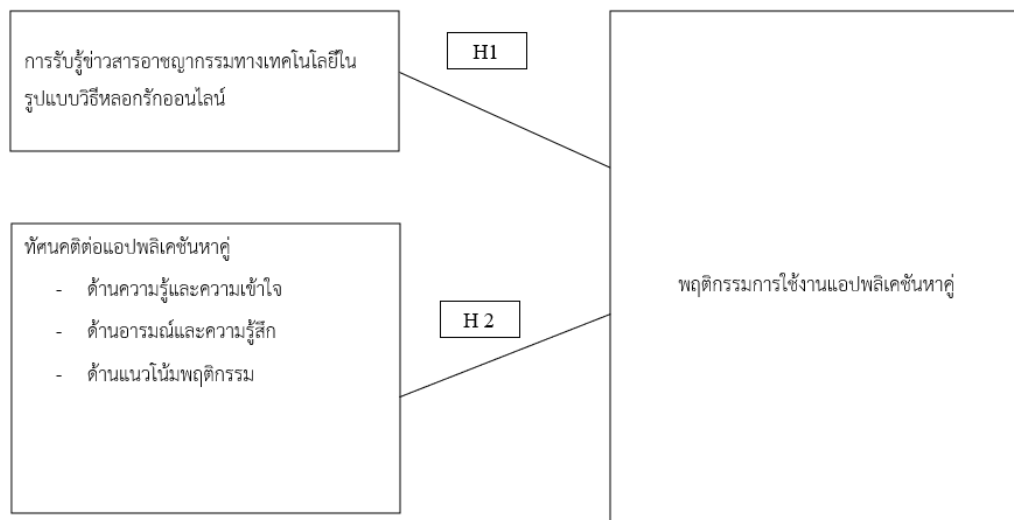 การรับรู้ข่าวสารอาชญากรรมทางเทคโนโลยีใน
รูปแบบวิธีหลอกรักออนไลน์
H1
ทัศนคติต่อแอปพลิเคชันหาคู่
- ด้านความรู้และความเข้าใจ
- ด้านอารมณ์และความรู้สึก
- ด้านแนวโน้มพฤติกรรม
H 2
พฤติกรรมการใช้งานแอปพลิเคชันหาคู่